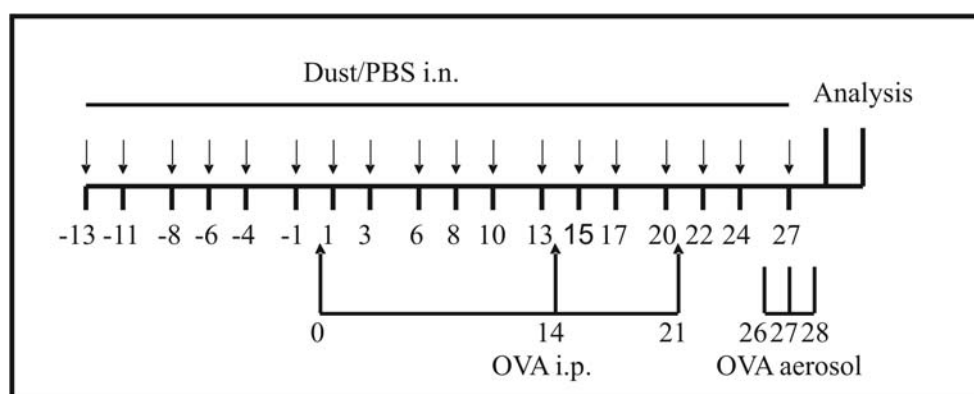 Dust/PBS i.n.
Analysis
-13 -11 -8 -6 -4 -1 1 3 6 8 10 13 15 17 20 22 24 27
0 14 21 26 27 28
OVA i.p. OVA aerosol